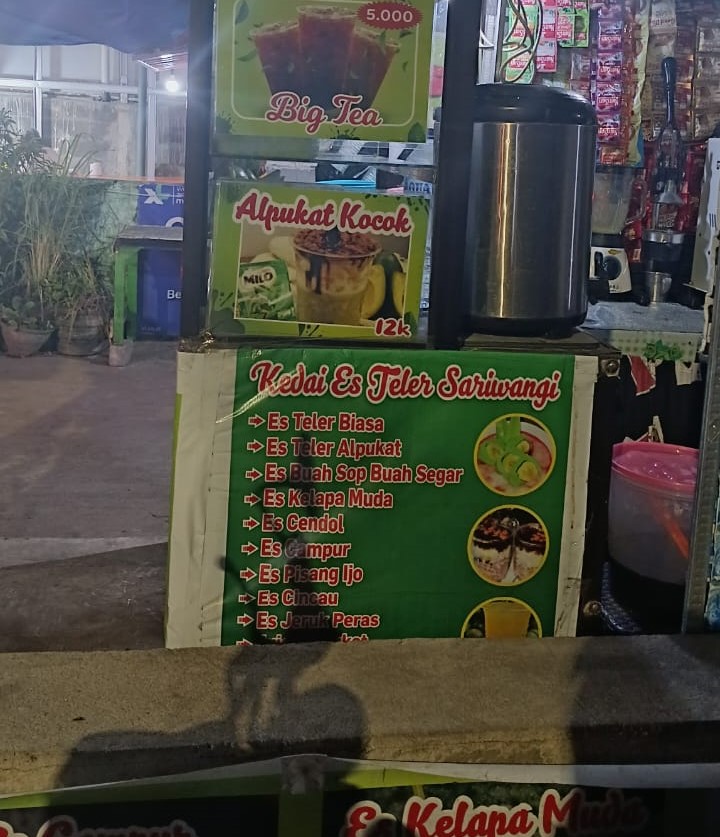 5.000
Big Tea
Alpukat Kocok
MILO
12k
Kedai Es Teler Sariwangi
Es Teler Biasa
Es Teler Alpukat
Es Buah Sop Buah Segar
Es Kelapa Muda
Es Cendol
Es Campur
Es Pisang Ijo
Es Cincau
Es Jeruk Peras
Be
Es Kelapa Muda